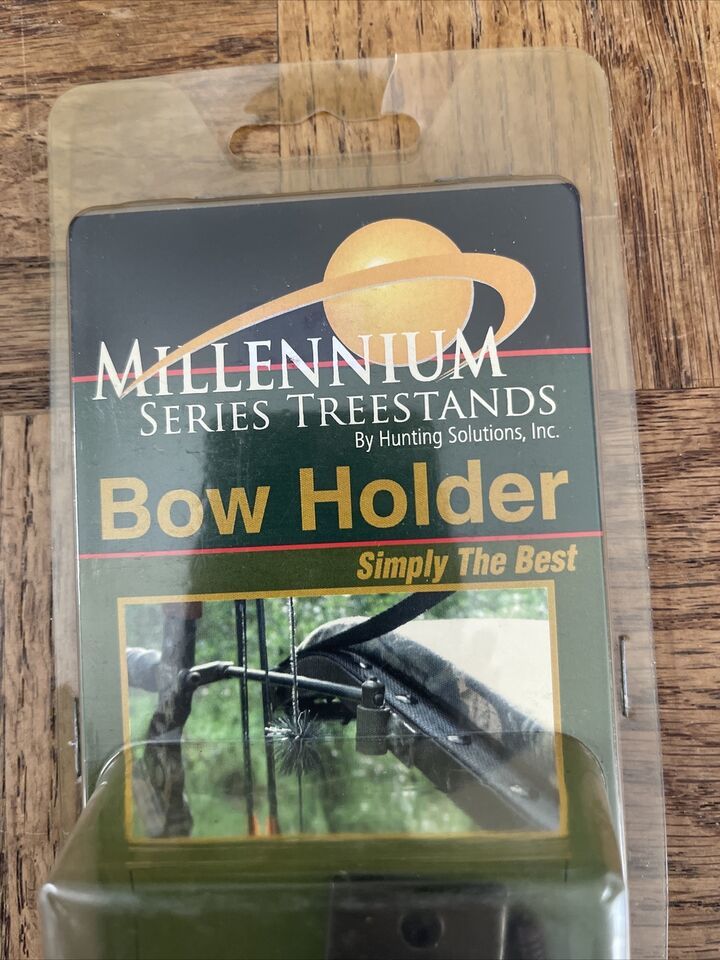 MILLENNIUM
SERIES TREESTANDS
By Hunting Solutions, Inc.
Bow Holder
Simply The Best